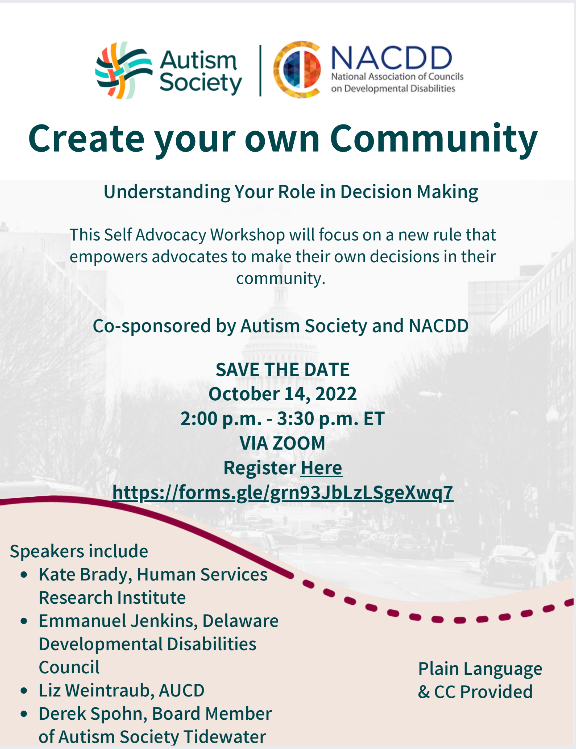 Autism
Society
NACDD
National Association of Councils
on Developmental Disabilities
Create your own Community
Understanding Your Role in Decision Making
This Self Advocacy Workshop will focus on a new rule that
empowers advocates to make their own decisions in their
community.
Co-sponsored by Autism Society and NACDD
SAVE THE DATE
October 14, 2022
2:00 p.m. - 3:30 p.m. ET
VIA ZOOM
Register Here
https://forms.gle/grn93JbLzLSgeXwq7
Speakers include
• Kate Brady, Human Services
Research Institute
• Emmanuel Jenkins, Delaware
Developmental Disabilities
Council
• Liz Weintraub, AUCD
• Derek Spohn, Board Member
of Autism Society Tidewater
Plain Language
& CC Provided